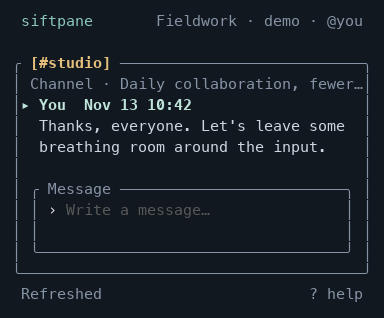 siftpane Fieldwork · demo · @you
[#studio]
Channel · Daily collaboration, fewer…
▸ You Nov 13 10:42
Thanks, everyone. Let's leave some
breathing room around the input.
Message
› Write a message…
Refreshed ? help